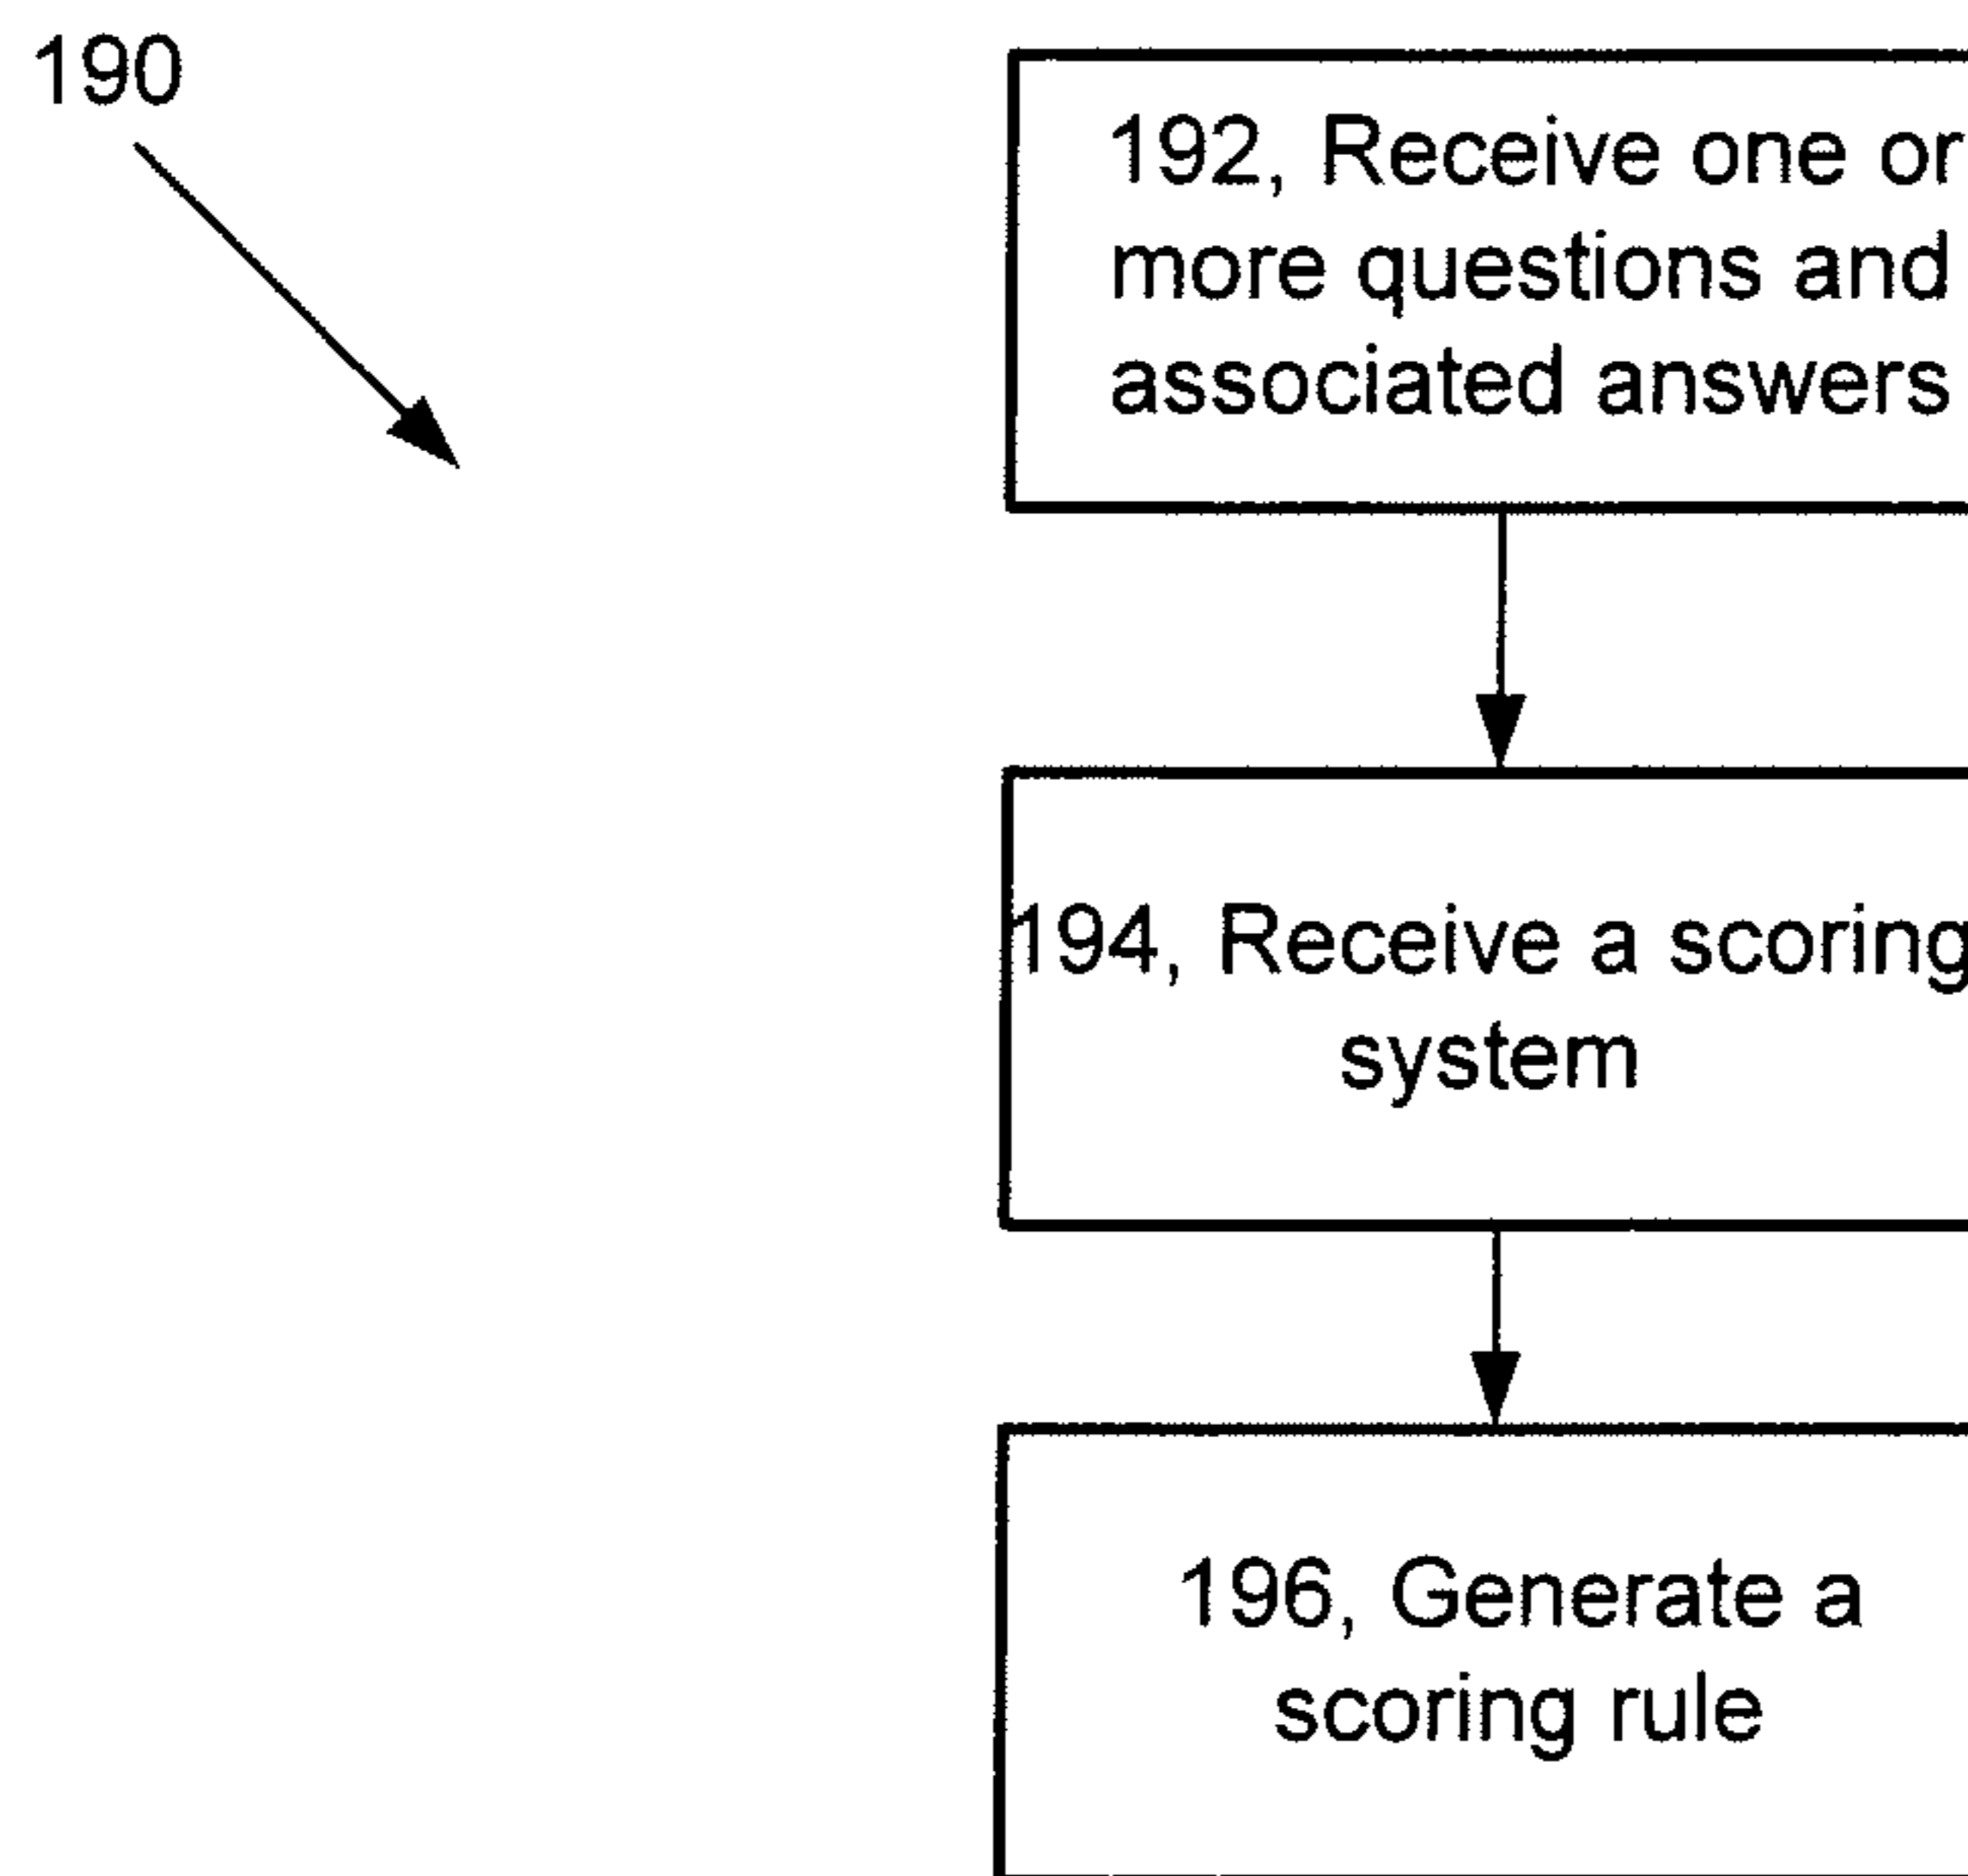 190
192, Receive one or
more questions and
associated answers
194, Receive a scoring
system
196, Generate a
scoring rule